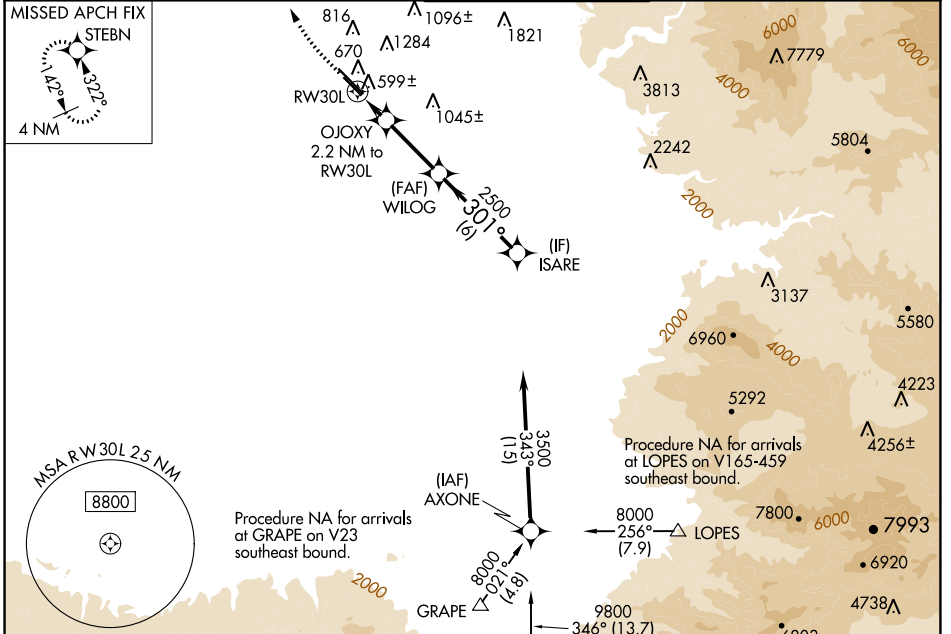 MISSED APCH FIX
STEBN
142°
322°
4 NM
816
1096±
1821
1284
670
599±
RW30L
1045±
OJOXY
2.2 NM to
RW30L
(FAF)
WILOG
2500
301°
(6)
(IF)
ISARE
6000
7779
6000
4000
3813
5804
2242
2000
3137
5580
2000
6960
4000
4223
5292
4256±
Procedure NA for arrivals
at LOPES on V165-459
southeast bound.
3500
343°
(15)
(IAF)
AXONE
MSA RW30L 25 NM
8800
Procedure NA for arrivals
at GRAPE on V23
southeast bound.
8000
256°
(7.9)
LOPES
7800
6000
7993
6920
8000
021°
(4.8)
GRAPE
2000
9800
346° (13.7)
4738